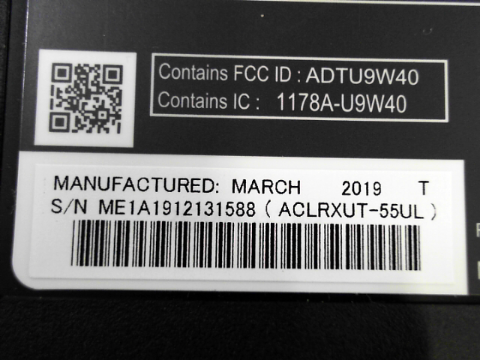 Contains FCC ID : ADTU9W40
Contains IC : 1178A-U9W40
MANUFACTURED: MARCH 2019 T
S/N ME1A1912131588 ( ACLRXUT-55UL )